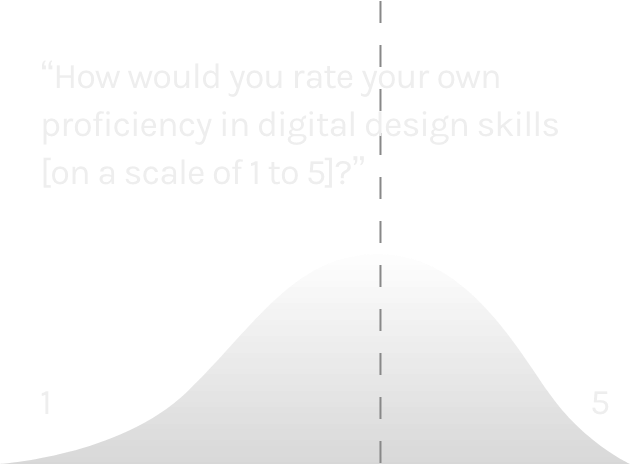 “How would you rate your own
proficiency in digital design skills
[on a scale of 1 to 5]?”
1 5